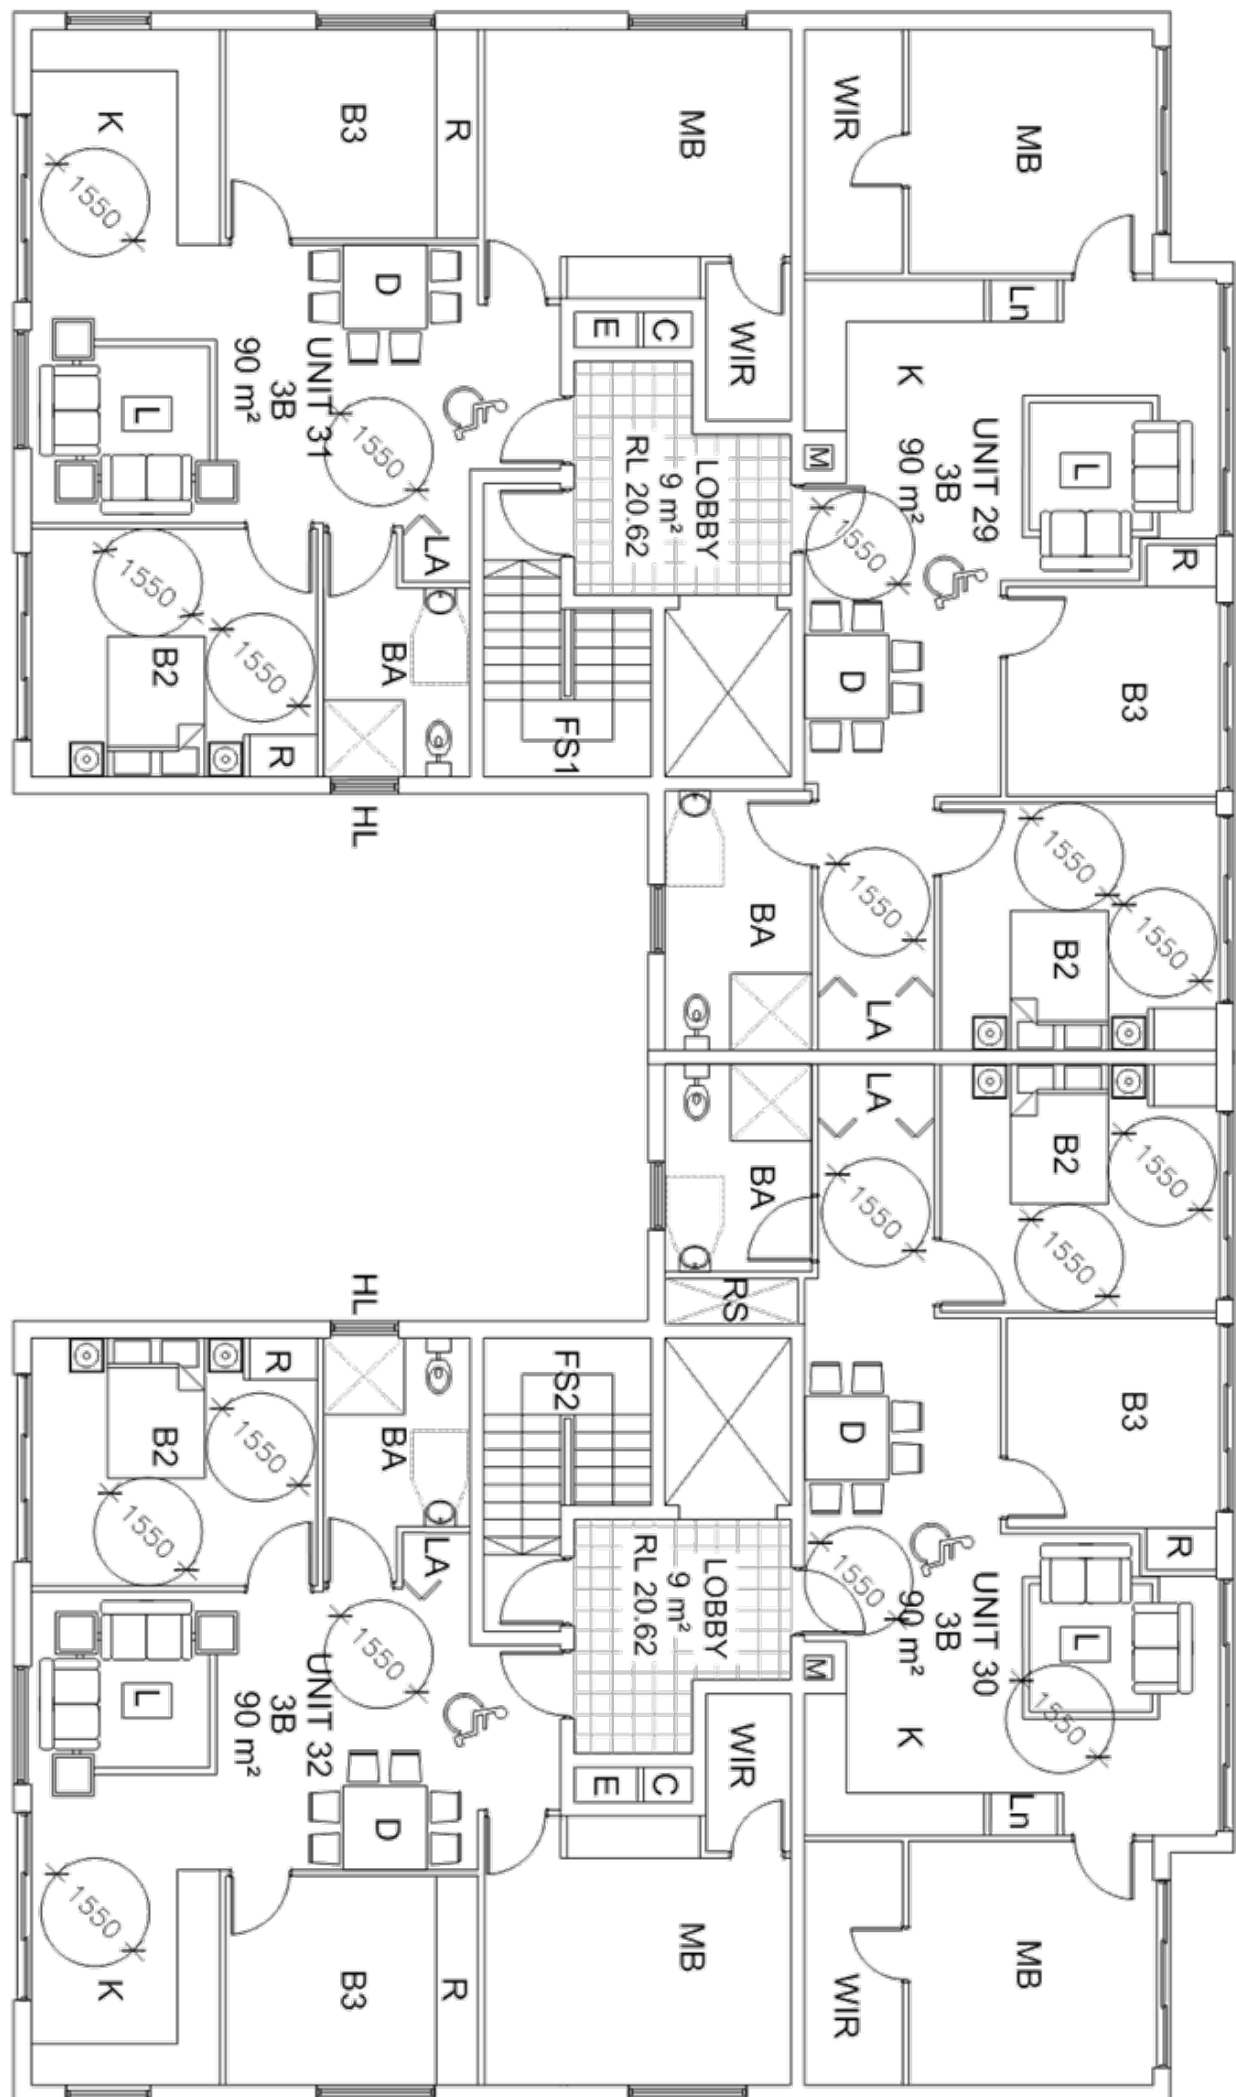 K
B3
R
MB
WIR
MB
1550
D
Ln
E
C
WIR
K
UNIT 31
3B
90 m²
L
1550
LOBBY
9 m²
RL 20.62
M
UNIT 29
3B
90 m²
L
1550
R
LA
1550
1550
B2
R
BA
FS1
D
B3
HL
BA
1550
LA
1550
1550
B2
BA
LA
1550
B2
1550
1550
HL
RS
R
B2
1550
1550
BA
FS2
LA
D
B3
R
LOBBY
9 m²
RL 20.62
1550
UNIT 30
3B
90 m²
L
1550
M
K
Ln
L
UNIT 32
3B
90 m²
1550
D
E
C
WIR
1550
K
B3
R
MB
WIR
MB